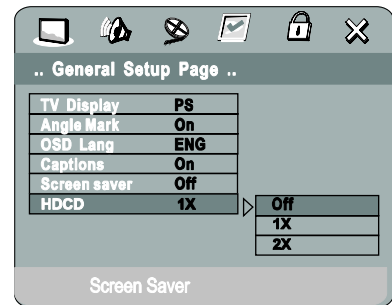 .. General Setup Page ..
TV Display PS
Angle Mark On
OSD Lang ENG
Captions On
Screen saver Off
HDCD 1X Off
1X
2X
Screen Saver